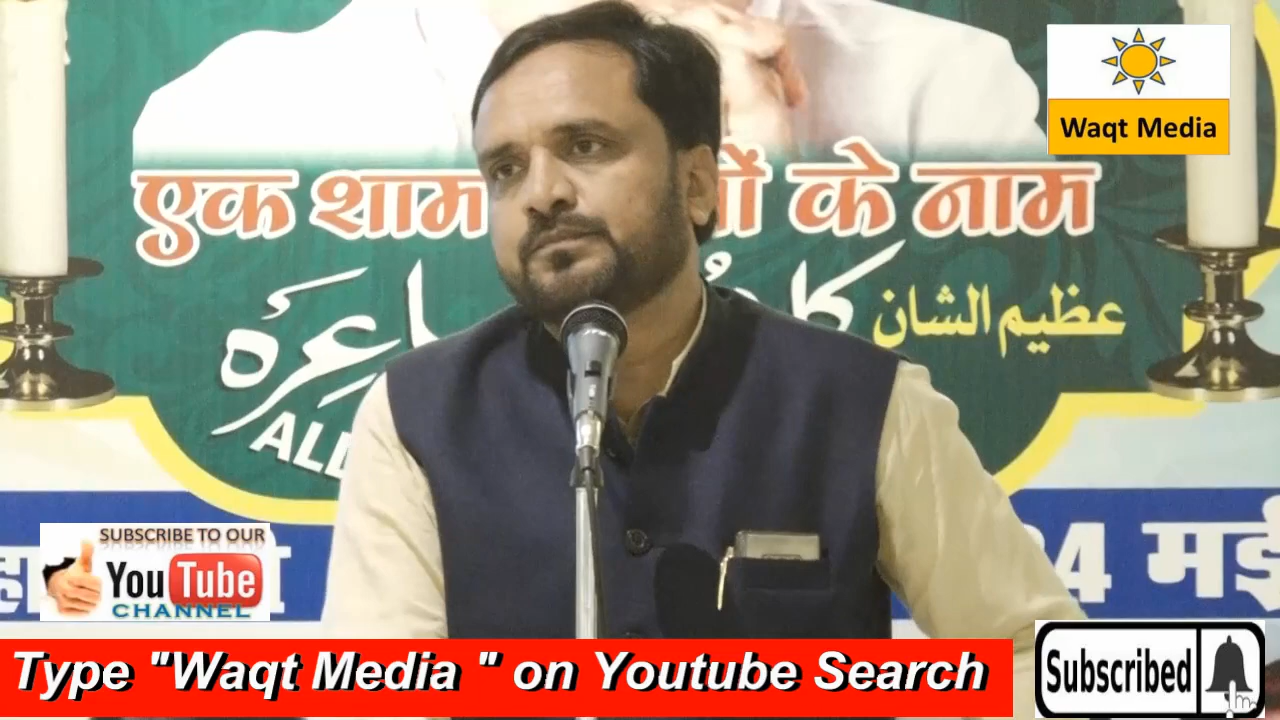 Waqt Media
एक शाम
के नाम
عظیم الشان
ALL
24 मई
SUBSCRIBE TO OUR
YouTube
CHANNEL
Type "Waqt Media " on Youtube Search
Subscribed